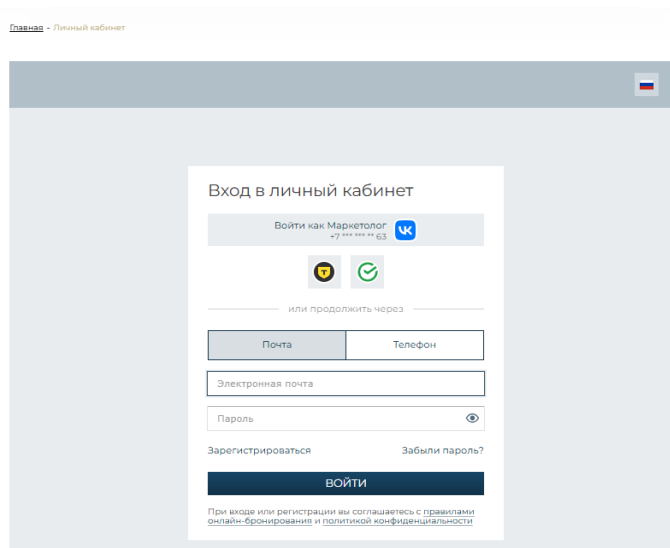 Главная - Личный кабинет
Вход в личный кабинет
Войти как Маркетолог
+7 *** *** ** 63
или продолжить через
Почта Телефон
Электронная почта
Пароль
Зарегистрироваться Забыли пароль?
ВОЙТИ
При входе или регистрации вы соглашаетесь с правилами
онлайн-бронирования и политикой конфиденциальности